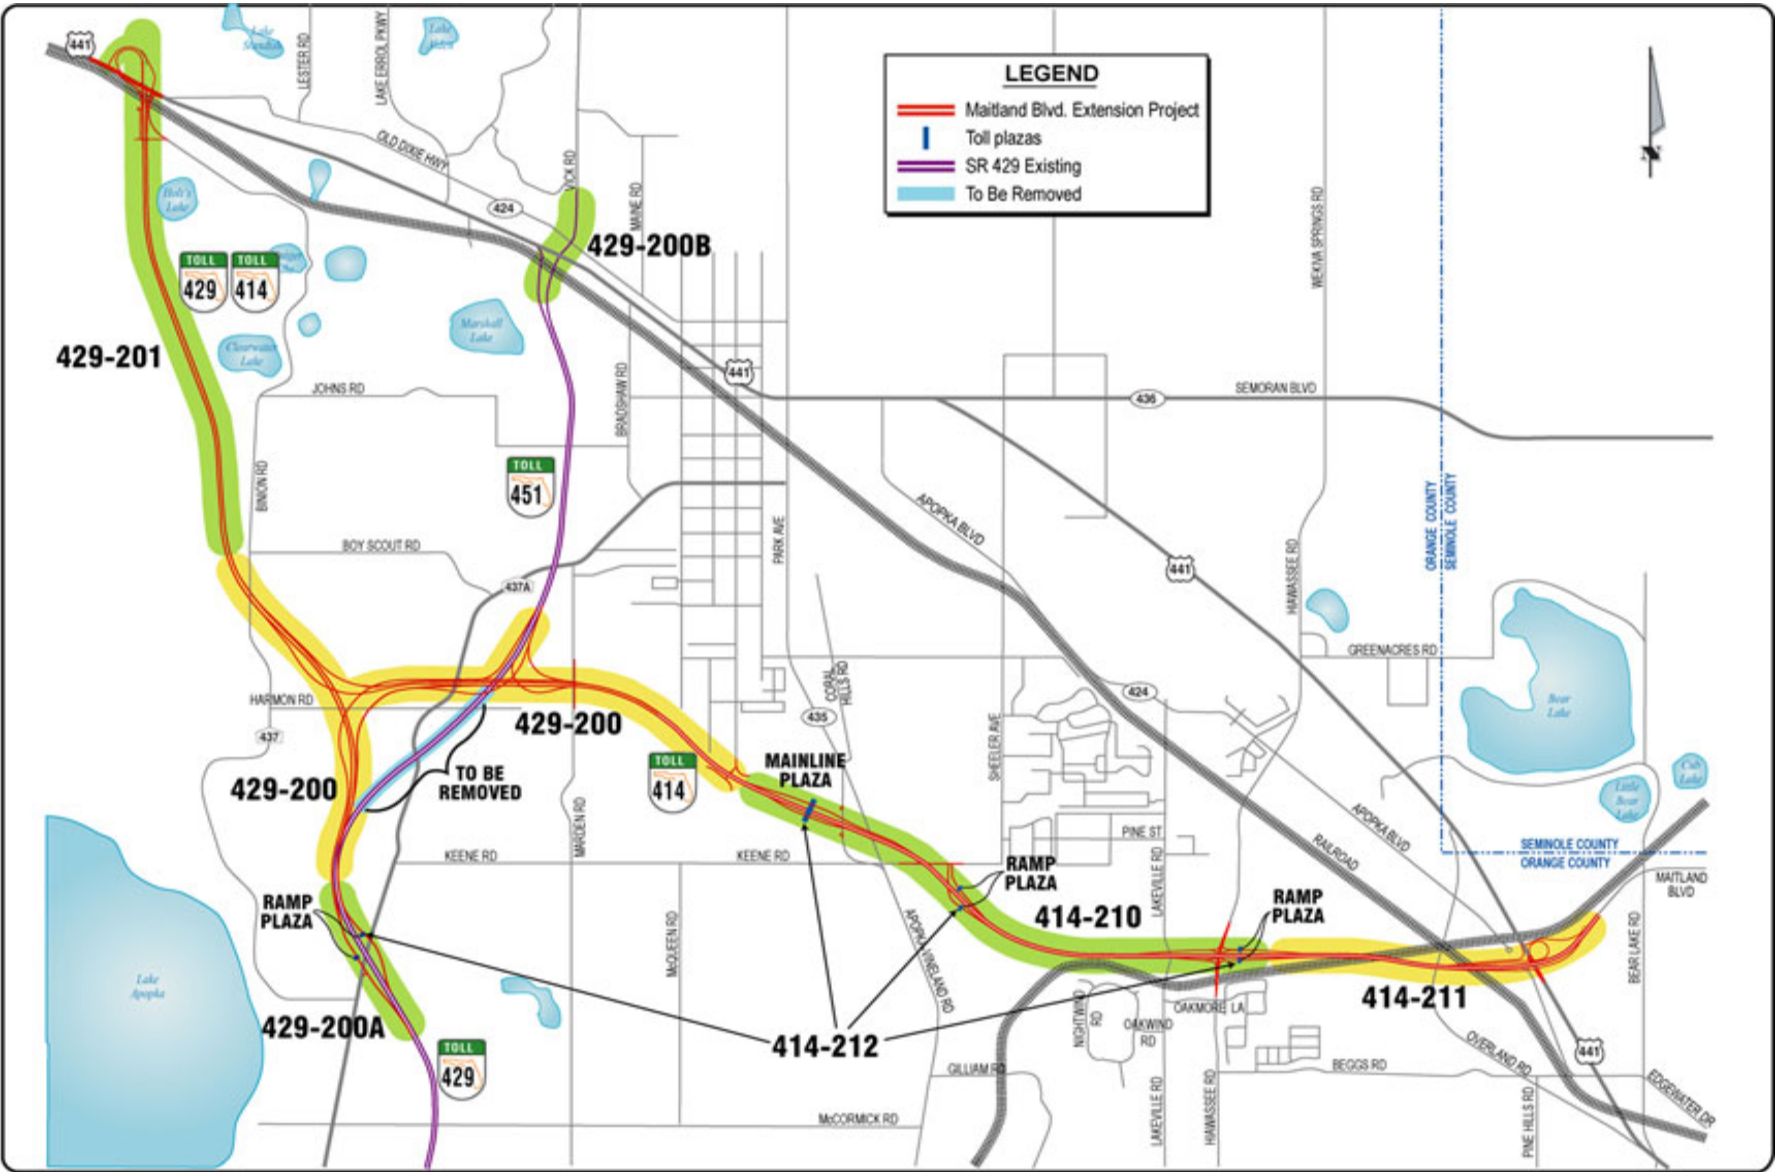 441
Lake
LESTER RD
LAKE ERROL PKWY
Lake
LEGEND
Maitland Blvd. Extension Project
Toll plazas
SR 429 Existing
To Be Removed
OLD DIXIE HWY
VICK RD
MAINE RD
424
429-200B
WEKIVA SPRINGS RD
Holt's
Lake
TOLL
429
TOLL
414
Marshall
Lake
Clearwater
Lake
429-201
JOHNS RD
BRADSHAW RD
441
436
SEMORAN BLVD
BINION RD
TOLL
451
APOPKA BLVD
PARK AVE
ORANGE COUNTY
SEMINOLE COUNTY
BOY SCOUT RD
437A
441
HIAWASSEE RD
GREENACRES RD
HARMON RD
437
429-200
CORAL
HILLS RD
435
424
Bear
Lake
SHEELER AVE
429-200
TO BE
REMOVED
TOLL
414
MAINLINE
PLAZA
Cub
Lake
Little
Bear
Lake
MARDEN RD
KEENE RD
KEENE RD
PINE ST
RAILROAD
APOPKA BLVD
SEMINOLE COUNTY
ORANGE COUNTY
MAITLAND
BLVD
RAMP
PLAZA
RAMP
PLAZA
RAMP
PLAZA
414-210
LAKEVILLE RD
McQUEEN RD
APOPKA VINELAND RD
BEAR LAKE RD
Lake
Apopka
429-200A
414-212
414-211
NIGHTWIND
RD
OAKMORE LA
OAKWIND
RD
TOLL
429
441
OVERLAND RD
GILLIAM RD
BEGGS RD
EDGEWATER DR
McCORMICK RD
LAKEVILLE RD
HIAWASSEE RD
PINE HILLS RD